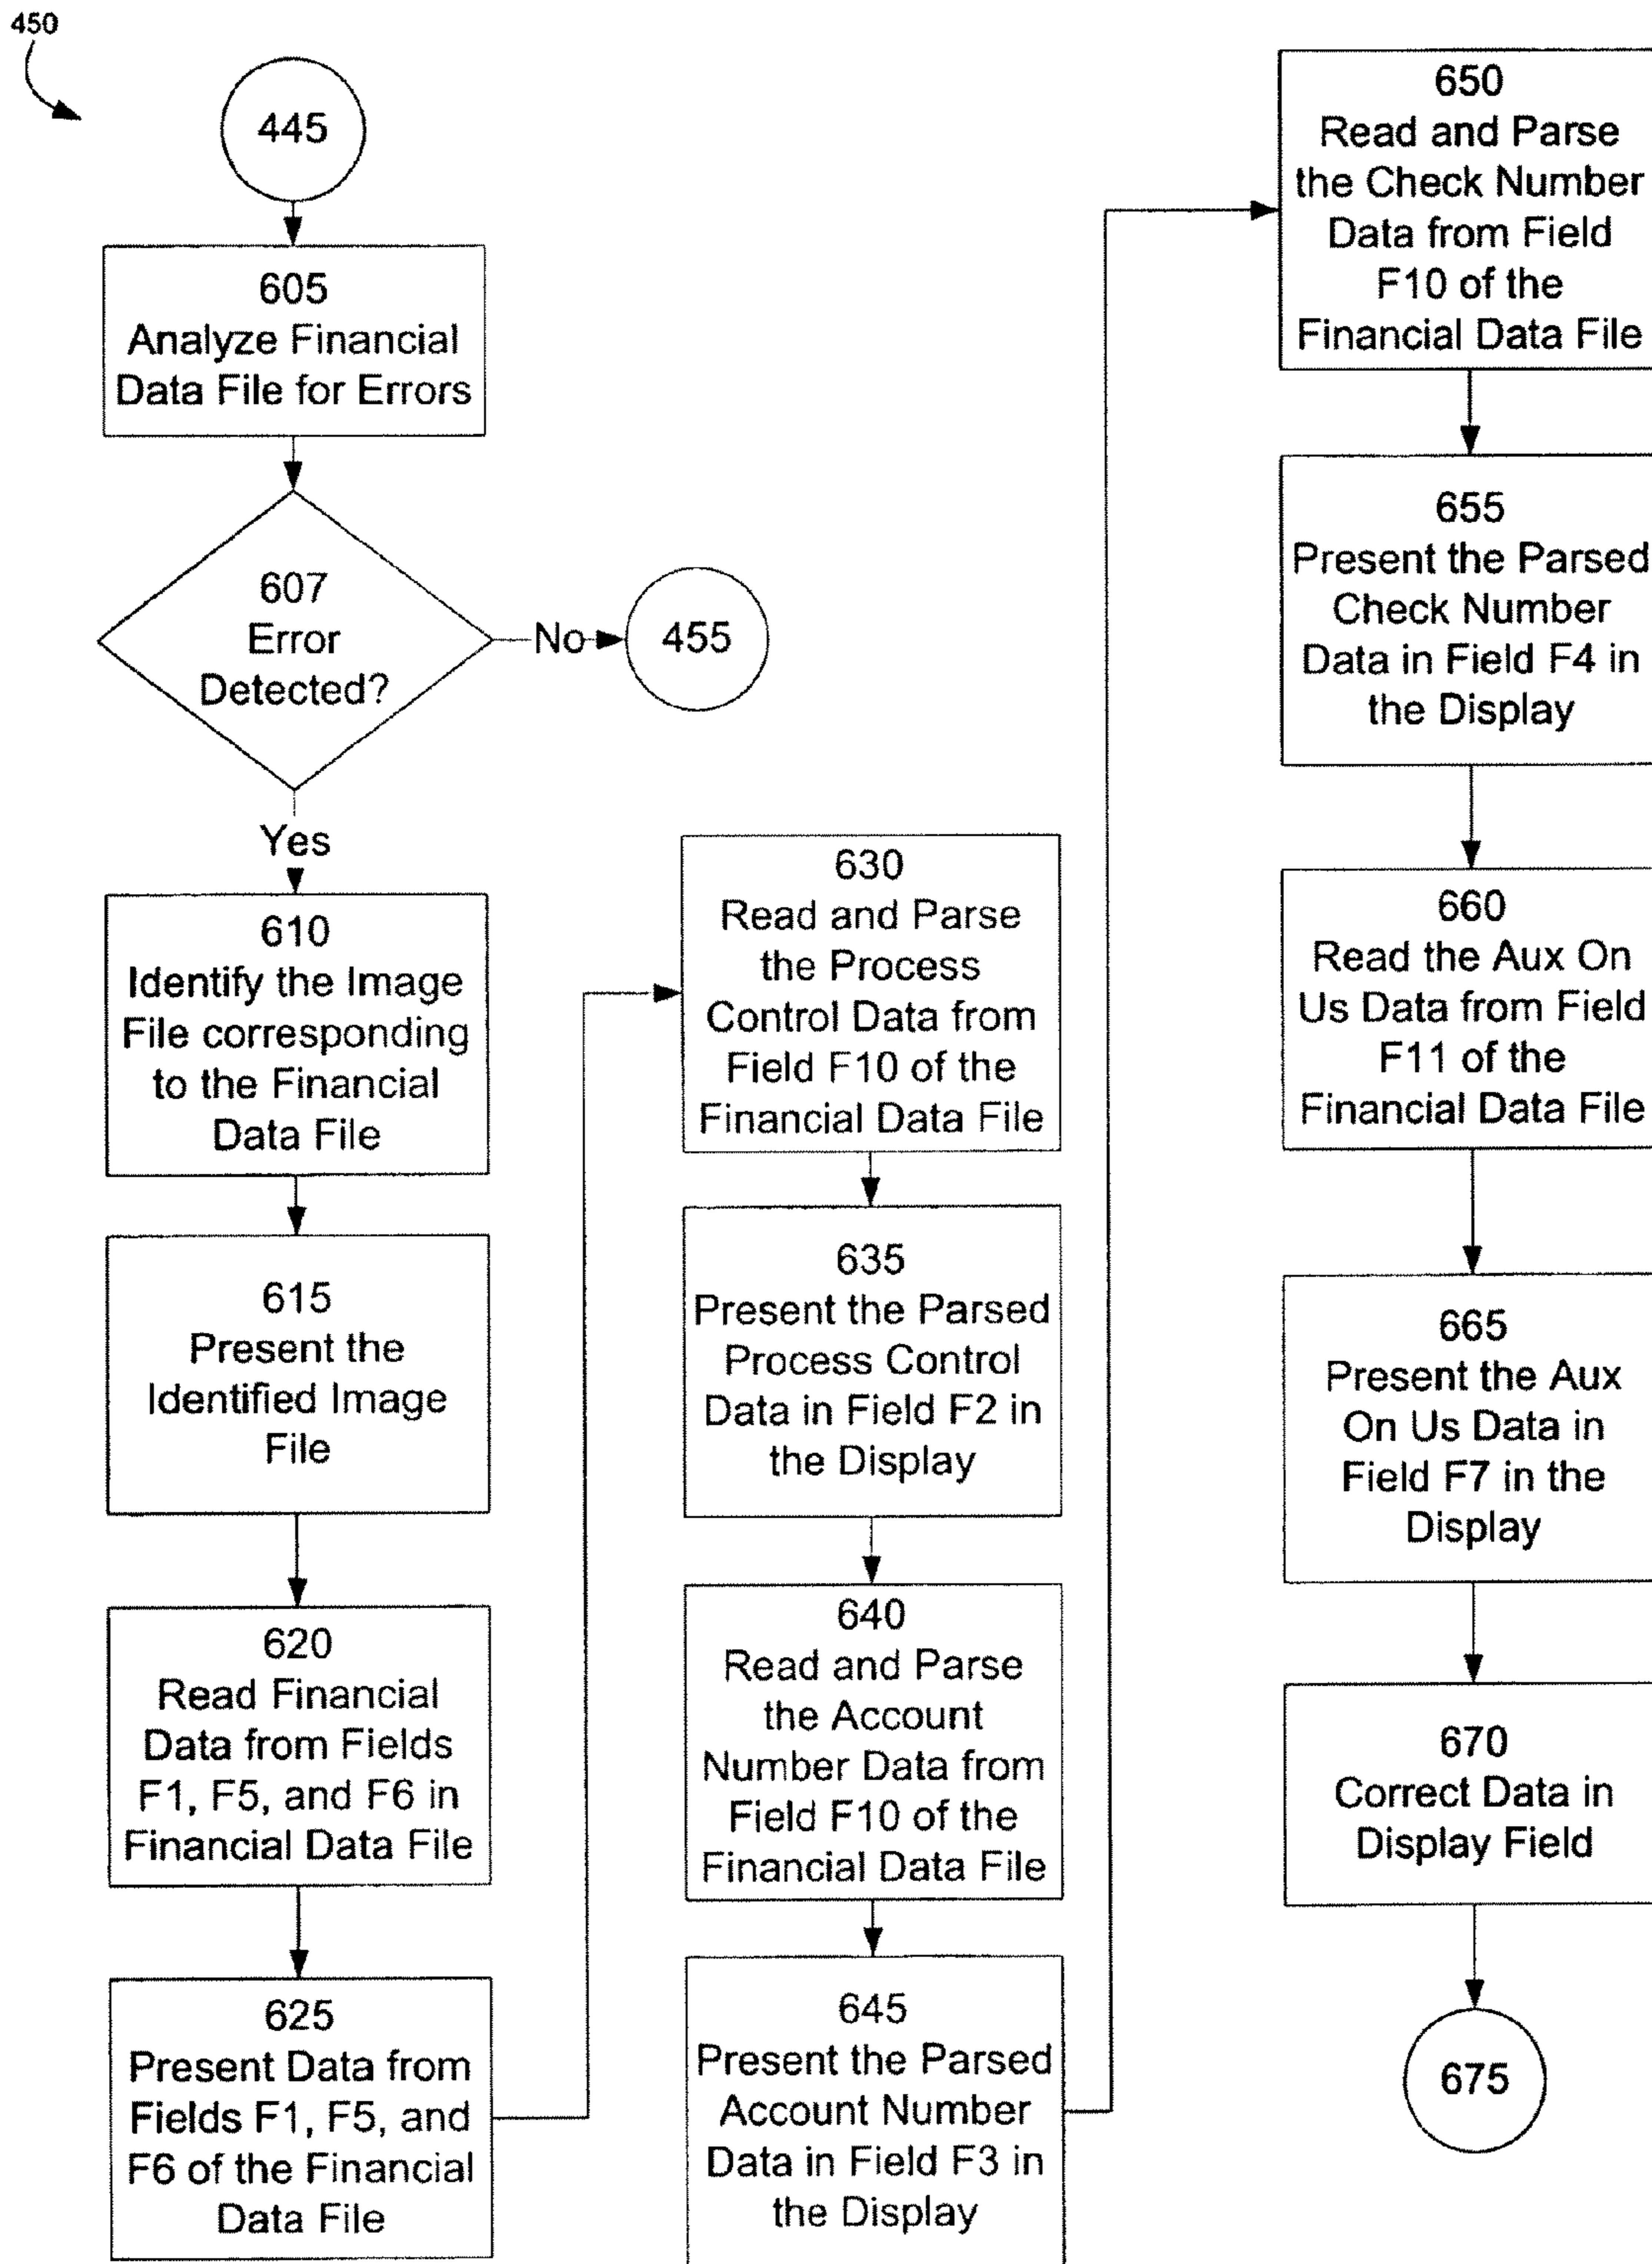 450
445
605
Analyze Financial
Data File for Errors
607
Error
Detected?
No
455
Yes
610
Identify the Image
File corresponding
to the Financial
Data File
615
Present the
Identified Image
File
620
Read Financial
Data from Fields
F1, F5, and F6 in
Financial Data File
625
Present Data from
Fields F1, F5, and
F6 of the Financial
Data File
630
Read and Parse
the Process
Control Data from
Field F10 of the
Financial Data File
635
Present the Parsed
Process Control
Data in Field F2 in
the Display
640
Read and Parse
the Account
Number Data from
Field F10 of the
Financial Data File
645
Present the Parsed
Account Number
Data in Field F3 in
the Display
650
Read and Parse
the Check Number
Data from Field
F10 of the
Financial Data File
655
Present the Parsed
Check Number
Data in Field F4 in
the Display
660
Read the Aux On
Us Data from Field
F11 of the
Financial Data File
665
Present the Aux
On Us Data in
Field F7 in the
Display
670
Correct Data in
Display Field
675